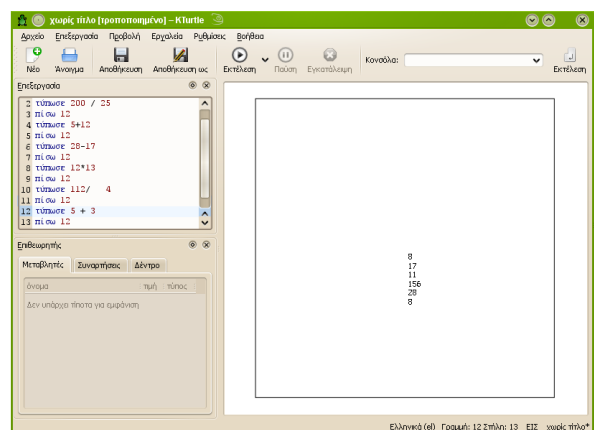 χωρίς τίτλο [τροποποιημένο] – KTurtle
Αρχείο Επεξεργασία Προβολή Εργαλεία Ρυθμίσεις Βοήθεια
Νέο Άνοιγμα Αποθήκευση Αποθήκευση ως Εκτέλεση Παύση Εγκατάλειψη Κονσόλα: Εκτέλεση
Επεξεργασία
2 τύπωσε 200 / 25
3 πίσω 12
4 τύπωσε 5+12
5 πίσω 12
6 τύπωσε 28-17
7 πίσω 12
8 τύπωσε 12*13
9 πίσω 12
10 τύπωσε 112/ 4
11 πίσω 12
12 τύπωσε 5 + 3
13 πίσω 12
Επιθεωρητής
Μεταβλητές Συναρτήσεις Δέντρο
όνομα τιμή τύπος
Δεν υπάρχει τίποτα για εμφάνιση
8
17
11
156
28
8
Ελληνικά (el) Γραμμή: 12 Στήλη: 13 ΕΙΣ χωρίς τίτλο*